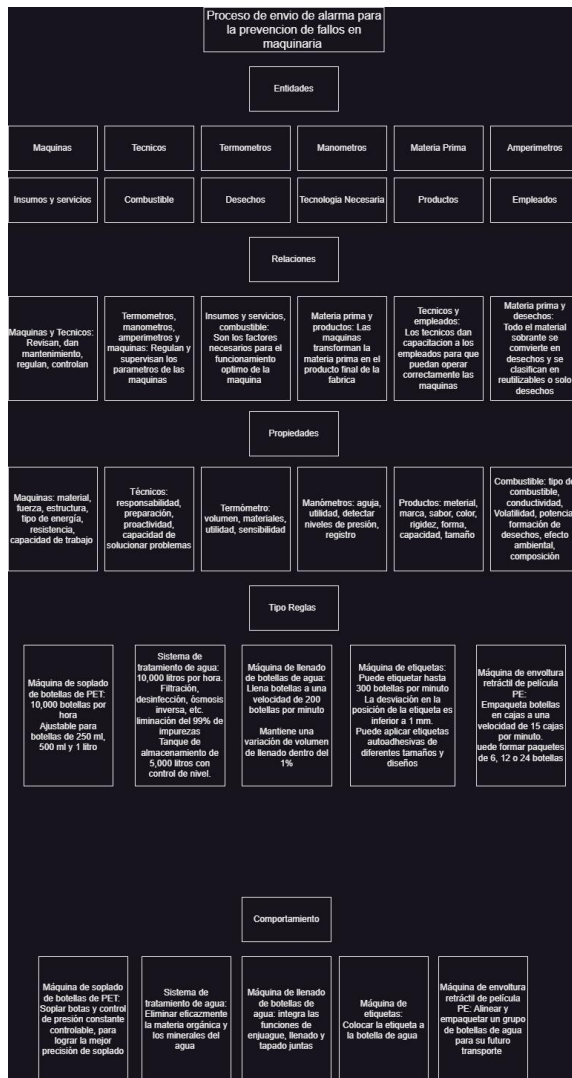 Proceso de envio de alarma para
la prevencion de fallos en
maquinaria
Entidades
Maquinas
Tecnicos
Termometros
Manometros
Materia Prima
Amperimetros
Insumos y servicios
Combustible
Desechos
Tecnologia Necesaria
Productos
Empleados
Relaciones
Maquinas y Tecnicos:
Revisan, dan
mantenimiento,
regulan, controlan
Termometros,
manometros,
amperimetros y
maquinas: Regulan y
supervisan los
parametros de las
maquinas
Insumos y servicios,
combustible:
Son los factores
necesarios para el
funcionamiento
optimo de la
maquina
Materia prima y
productos: Las
maquinas
transforman la
materia prima en el
producto final de la
fabrica
Tecnicos y
empleados:
Los tecnicos dan
capacitacion a los
empleados para que
puedan operar
correctamente las
maquinas
Materia prima y
desechos:
Todo el material
sobrante se
comvierte en
desechos y se
clasifican en
reutilizables o solo
desechos
Propiedades
Maquinas: material,
fuerza, estructura,
tipo de energía,
resistencia,
capacidad de trabajo
Técnicos:
responsabilidad,
preparación,
proactividad,
capacidad de
solucionar problemas
Termómetro:
volumen, materiales,
utilidad, sensibilidad
Manómetros: aguja,
utilidad, detectar
niveles de presión,
registro
Productos: meterial,
marca, sabor, color,
rigidez, forma,
capacidad, tamaño
Combustible: tipo de
combustible,
conductividad,
Volatilidad, potencia,
formación de
desechos, efecto
ambiental,
composición
Tipo Reglas
Máquina de soplado
de botellas de PET:
10,000 botellas por
hora
Ajustable para
botellas de 250 ml,
500 ml y 1 litro
Sistema de
tratamiento de agua:
10,000 litros por hora.
Filtración,
desinfección, ósmosis
inversa, etc.
liminación del 99% de
impurezas
Tanque de
almacenamiento de
5,000 litros con
control de nivel.
Máquina de llenado
de botellas de agua:
Llena botellas a una
velocidad de 200
botellas por minuto
Mantiene una
variación de volumen
de llenado dentro del
1%
Máquina de etiquetas:
Puede etiquetar hasta
300 botellas por minuto
La desviación en la
posición de la etiqueta es
inferior a 1 mm.
Puede aplicar etiquetas
autoadhesivas de
diferentes tamaños y
diseños
Máquina de envoltura
retráctil de película
PE:
Empaqueta botellas
en cajas a una
velocidad de 15 cajas
por minuto.
uede formar paquetes
de 6, 12 o 24 botellas
Comportamiento
Máquina de soplado
de botellas de PET:
Soplar botas y control
de presión constante
controlable, para
lograr la mejor
precisión de soplado
Sistema de
tratamiento de agua:
Eliminar eficazmente
la materia orgánica y
los minerales del
agua
Máquina de llenado
de botellas de
agua: integra las
funciones de
enjuague, llenado y
tapado juntas
Máquina de
etiquetas:
Colocar la etiqueta a
la botella de agua
Máquina de envoltura
retráctil de película
PE: Alinear y
empaquetar un grupo
de botellas de agua
para su futuro
transporte